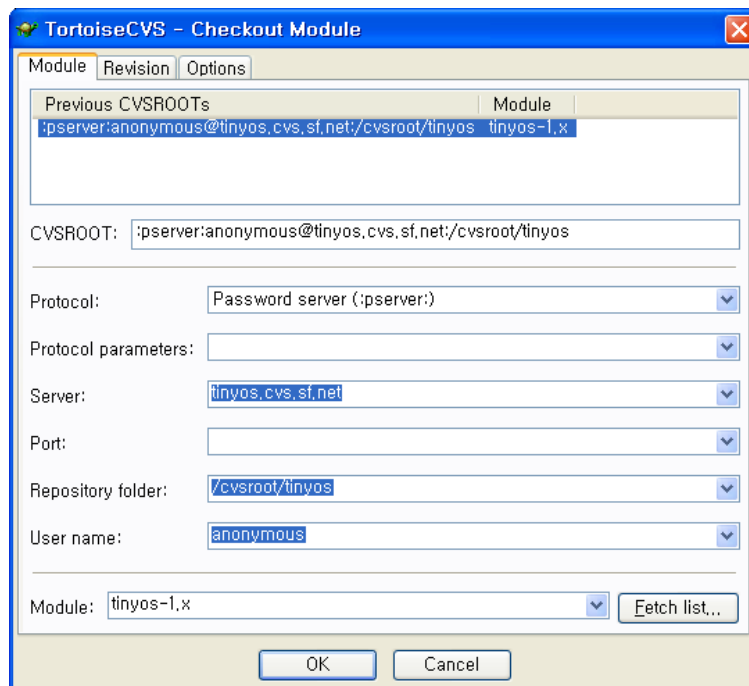 TortoiseCVS - Checkout Module
Module Revision Options
Previous CVSROOTs Module
:pserver:anonymous@tinyos.cvs.sf.net:/cvsroot/tinyos tinyos-1.x
CVSROOT: :pserver:anonymous@tinyos.cvs.sf.net:/cvsroot/tinyos
Protocol: Password server (:pserver:)
Protocol parameters:
Server: tinyos.cvs.sf.net
Port:
Repository folder: /cvsroot/tinyos
User name: anonymous
Module: tinyos-1.x Fetch list...
OK Cancel